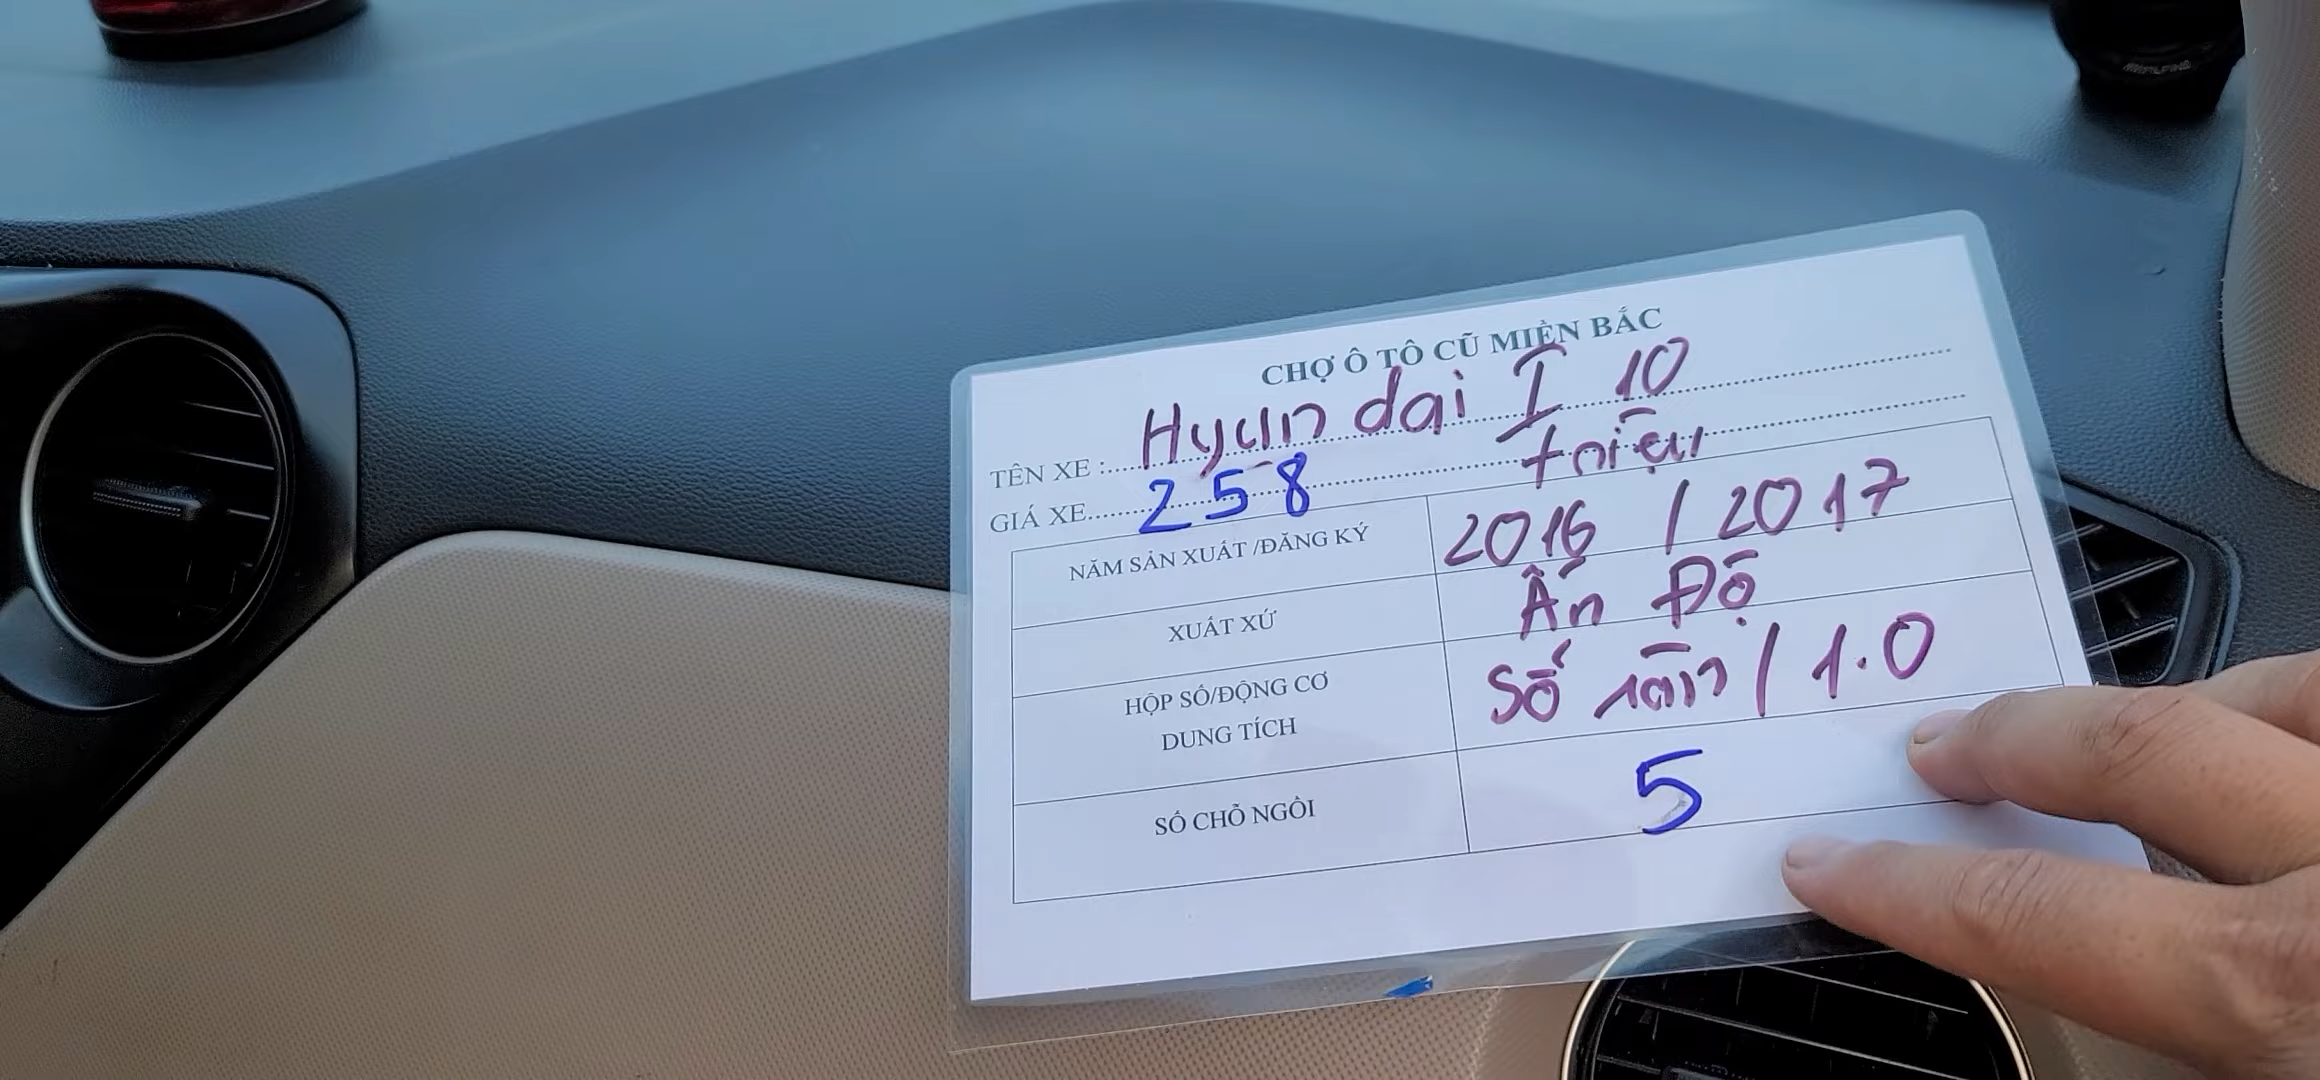 CHỢ Ô TÔ CŨ MIỀN BẮC
TÊN XE : Hyundai I 10
GIÁ XE 258 triệu
NĂM SẢN XUẤT /ĐĂNG KÝ 2016 / 2017
XUẤT XỨ Ấn Độ
HỘP SỐ/ĐỘNG CƠ
DUNG TÍCH
Số sàn / 1.0
SỐ CHỖ NGỒI 5